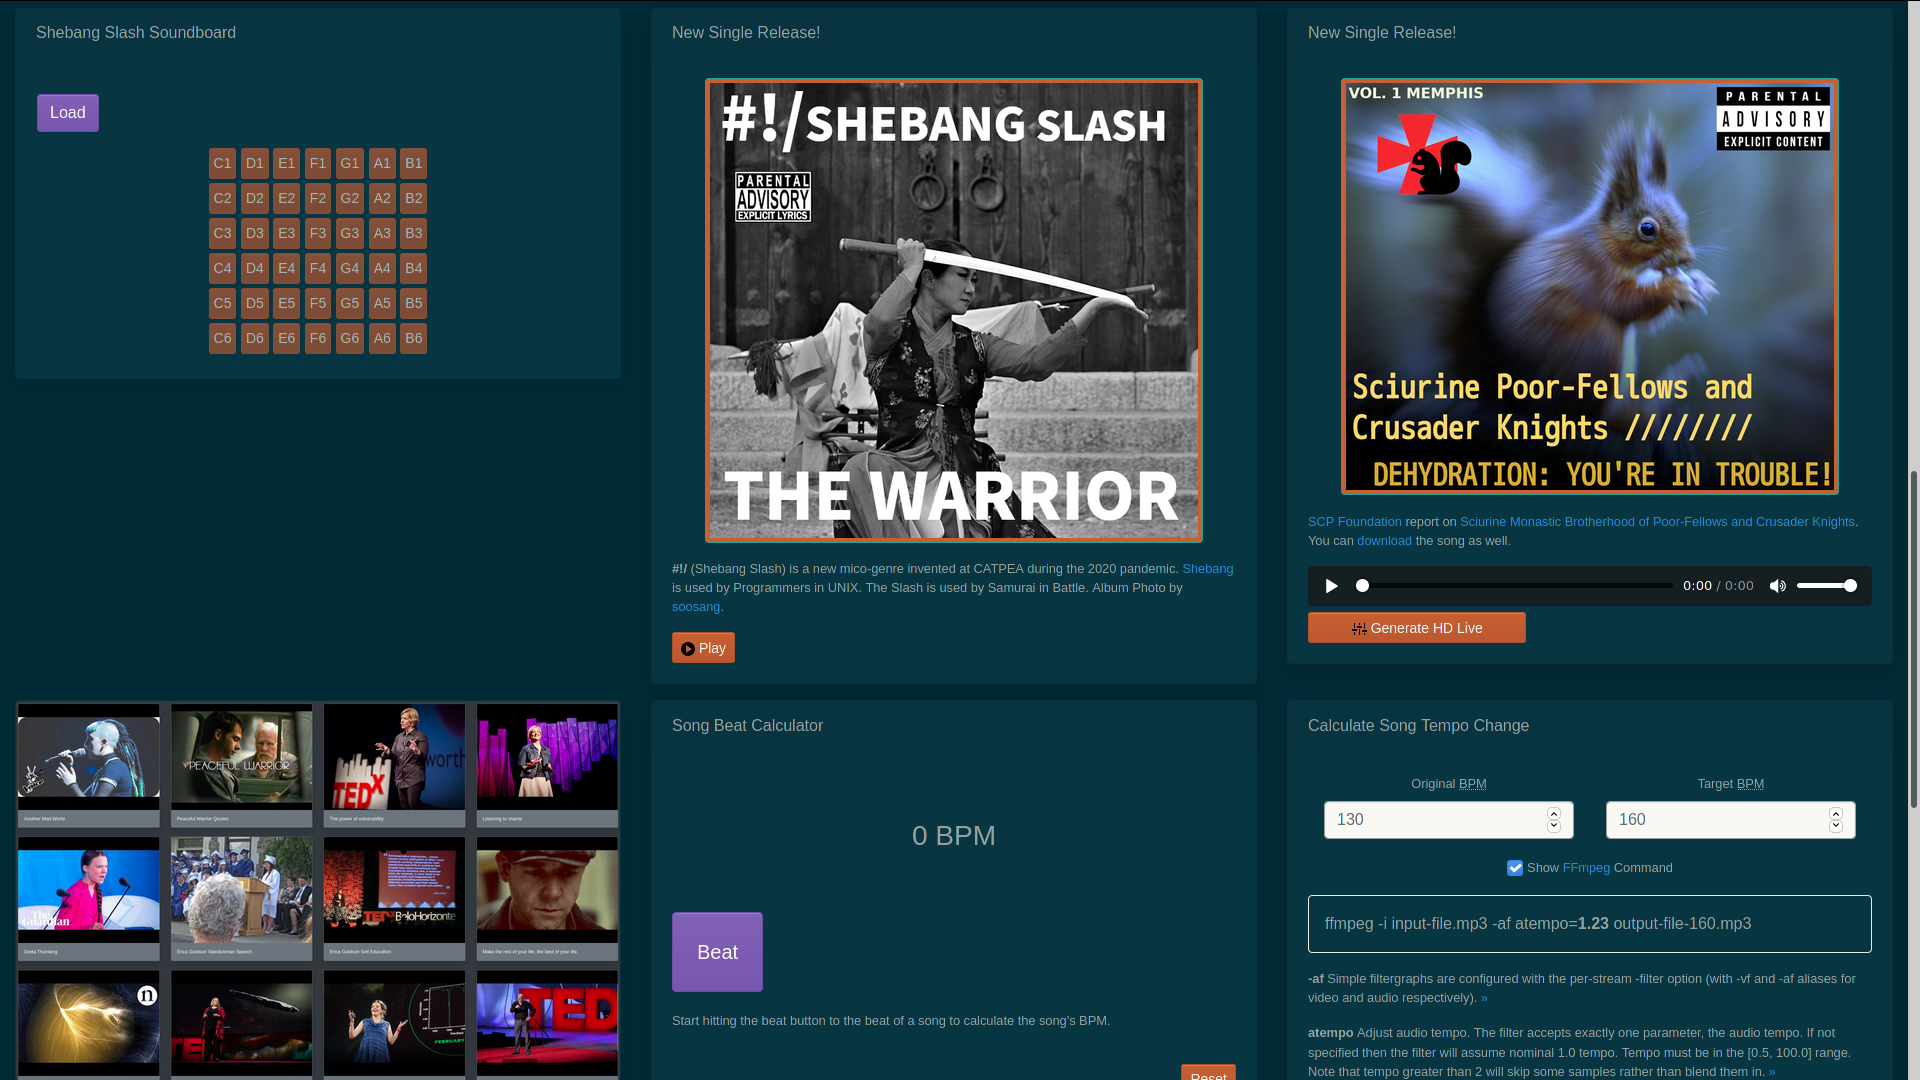 Shebang Slash Soundboard
Load
C1 D1 E1 F1 G1 A1 B1
C2 D2 E2 F2 G2 A2 B2
C3 D3 E3 F3 G3 A3 B3
C4 D4 E4 F4 G4 A4 B4
C5 D5 E5 F5 G5 A5 B5
C6 D6 E6 F6 G6 A6 B6
New Single Release!
#!/SHEBANG SLASH
PARENTAL
ADVISORY
EXPLICIT LYRICS
THE WARRIOR
#!/ (Shebang Slash) is a new mico-genre invented at CATPEA during the 2020 pandemic. Shebang
is used by Programmers in UNIX. The Slash is used by Samurai in Battle. Album Photo by
soosang.
Play
New Single Release!
VOL. 1 MEMPHIS
PARENTAL
ADVISORY
EXPLICIT CONTENT
Sciurine Poor-Fellows and
Crusader Knights ////////
DEHYDRATION: YOU'RE IN TROUBLE!
SCP Foundation report on Sciurine Monastic Brotherhood of Poor-Fellows and Crusader Knights.
You can download the song as well.
0:00 / 0:00
Generate HD Live
PEACEFUL WARRIOR
TEDx
worth
Another Mad World
Peaceful Warrior Quotes
The power of vulnerability
Listening to shame
The
Guardian
TEDx BeloHorizonte
Greta Thunberg
Erica Goldson Valedictorian Speech
Erica Goldson Self Education
Make the rest of your life, the best of your life.
n
TED
FEBRUARY
TED
Song Beat Calculator
0 BPM
Beat
Start hitting the beat button to the beat of a song to calculate the song's BPM.
Reset
Calculate Song Tempo Change
Original BPM
Target BPM
130
160
Show FFmpeg Command
ffmpeg -i input-file.mp3 -af atempo=1.23 output-file-160.mp3
-af Simple filtergraphs are configured with the per-stream -filter option (with -vf and -af aliases for
video and audio respectively). »
atempo Adjust audio tempo. The filter accepts exactly one parameter, the audio tempo. If not
specified then the filter will assume nominal 1.0 tempo. Tempo must be in the [0.5, 100.0] range.
Note that tempo greater than 2 will skip some samples rather than blend them in. »